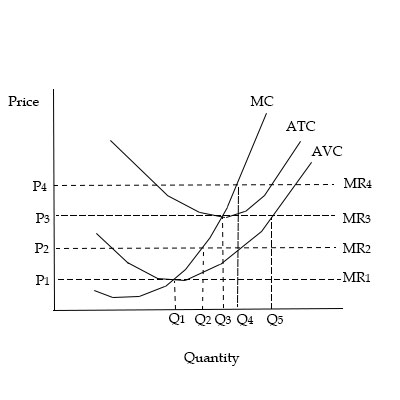 Price
MC
ATC
AVC
P4 MR4
P3 MR3
P2 MR2
P1 MR1
Q1 Q2 Q3 Q4 Q5
Quantity